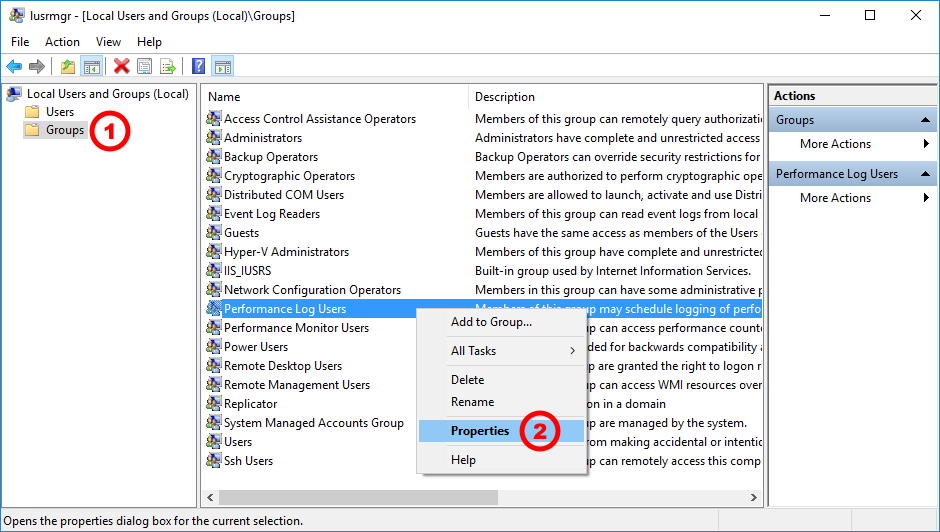 lusrmgr - [Local Users and Groups (Local)\Groups]
File Action View Help
Local Users and Groups (Local)
Users
Groups
1
Name Description
Access Control Assistance Operators Members of this group can remotely query authorizati
Administrators Administrators have complete and unrestricted access
Backup Operators Backup Operators can override security restrictions for
Cryptographic Operators Members are authorized to perform cryptographic ope
Distributed COM Users Members are allowed to launch, activate and use Distri
Event Log Readers Members of this group can read event logs from local
Guests Guests have the same access as members of the Users
Hyper-V Administrators Members of this group have complete and unrestricted
IIS_IUSRS Built-in group used by Internet Information Services.
Network Configuration Operators Members in this group can have some administrative p
Performance Log Users Members of this group may schedule logging of perfo
Performance Monitor Users up can access performance counte
Power Users ded for backwards compatibility a
Remote Desktop Users p are granted the right to logon r
Remote Management Users up can access WMI resources over
Replicator on in a domain
System Managed Accounts Group p are managed by the system.
Users from making accidental or intentic
Ssh Users up can remotely access this comp
Add to Group...
All Tasks
Delete
Rename
Properties
2
Help
Actions
Groups
More Actions
Performance Log Users
More Actions
Opens the properties dialog box for the current selection.